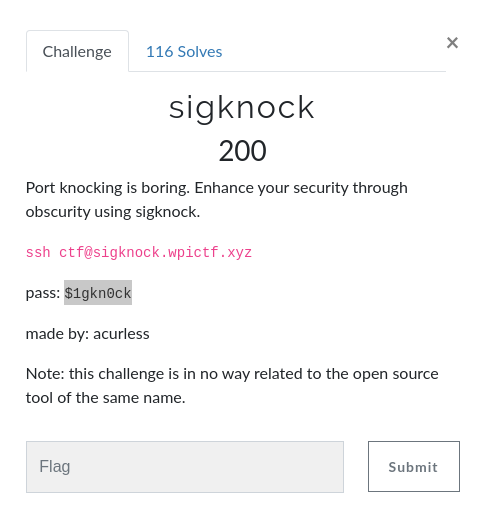 Challenge
116 Solves
×
sigknock
200
Port knocking is boring. Enhance your security through
obscurity using sigknock.
ssh ctf@sigknock.wpictf.xyz
pass: $1gkn0ck
made by: acurless
Note: this challenge is in no way related to the open source
tool of the same name.
Flag
Submit